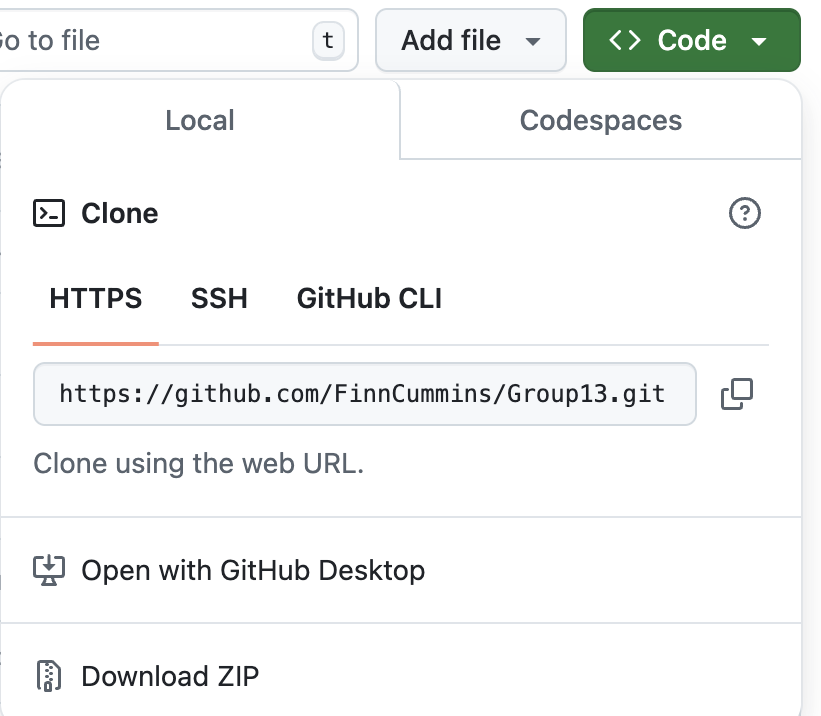 Go to file t Add file <> Code
Local Codespaces
Clone
HTTPS SSH GitHub CLI
https://github.com/FinnCummins/Group13.git
Clone using the web URL.
Open with GitHub Desktop
Download ZIP